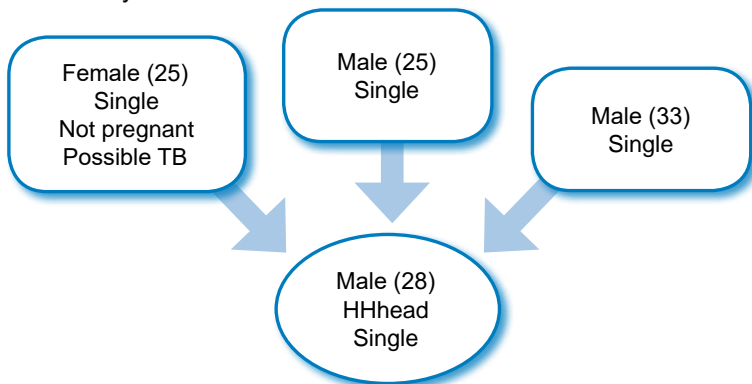 Female (25)
Single
Not pregnant
Possible TB
Male (25)
Single
Male (33)
Single
Male (28)
HHhead
Single